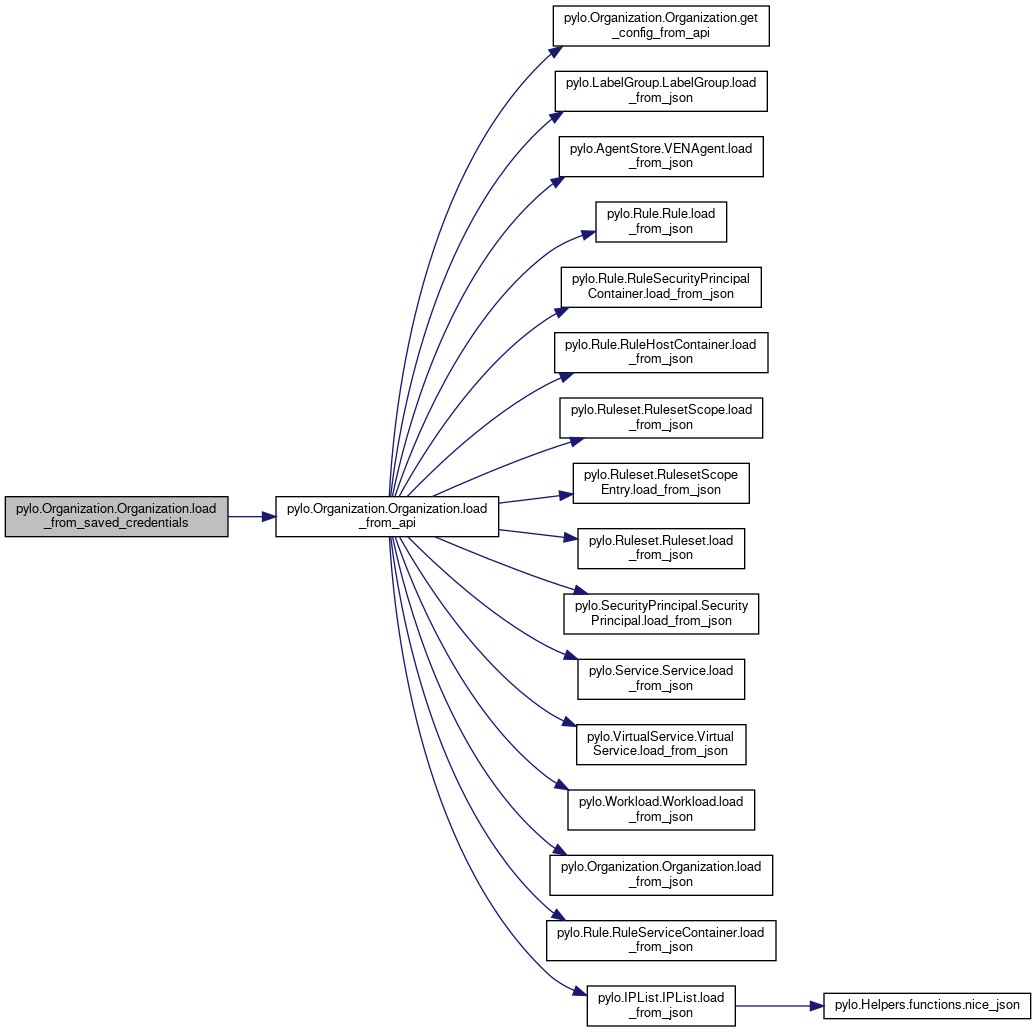 pylo.Organization.Organization.load
_from_saved_credentials
pylo.Organization.Organization.load
_from_api
pylo.Organization.Organization.get
_config_from_api
pylo.LabelGroup.LabelGroup.load
_from_json
pylo.AgentStore.VENAgent.load
_from_json
pylo.Rule.Rule.load
_from_json
pylo.Rule.RuleSecurityPrincipal
Container.load_from_json
pylo.Rule.RuleHostContainer.load
_from_json
pylo.Ruleset.RulesetScope.load
_from_json
pylo.Ruleset.RulesetScope
Entry.load_from_json
pylo.Ruleset.Ruleset.load
_from_json
pylo.SecurityPrincipal.Security
Principal.load_from_json
pylo.Service.Service.load
_from_json
pylo.VirtualService.Virtual
Service.load_from_json
pylo.Workload.Workload.load
_from_json
pylo.Organization.Organization.load
_from_json
pylo.Rule.RuleServiceContainer.load
_from_json
pylo.IPList.IPList.load
_from_json
pylo.Helpers.functions.nice_json